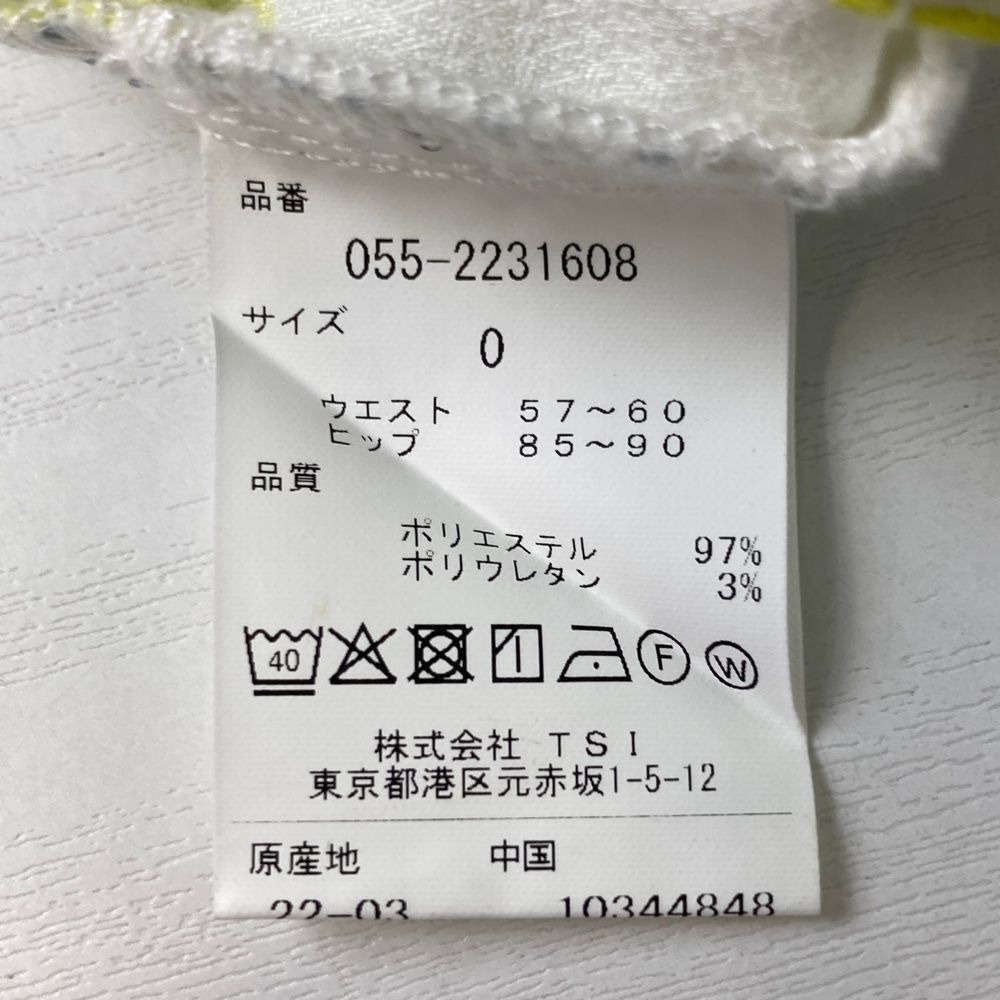 品番
055-2231608
サイズ
0
ウエスト 57～60
ヒップ 85～90
品質
ポリエステル 97%
ポリウレタン 3%
40 F W
株式会社 TSI
東京都港区元赤坂1-5-12
原産地 中国
22-03 10344848